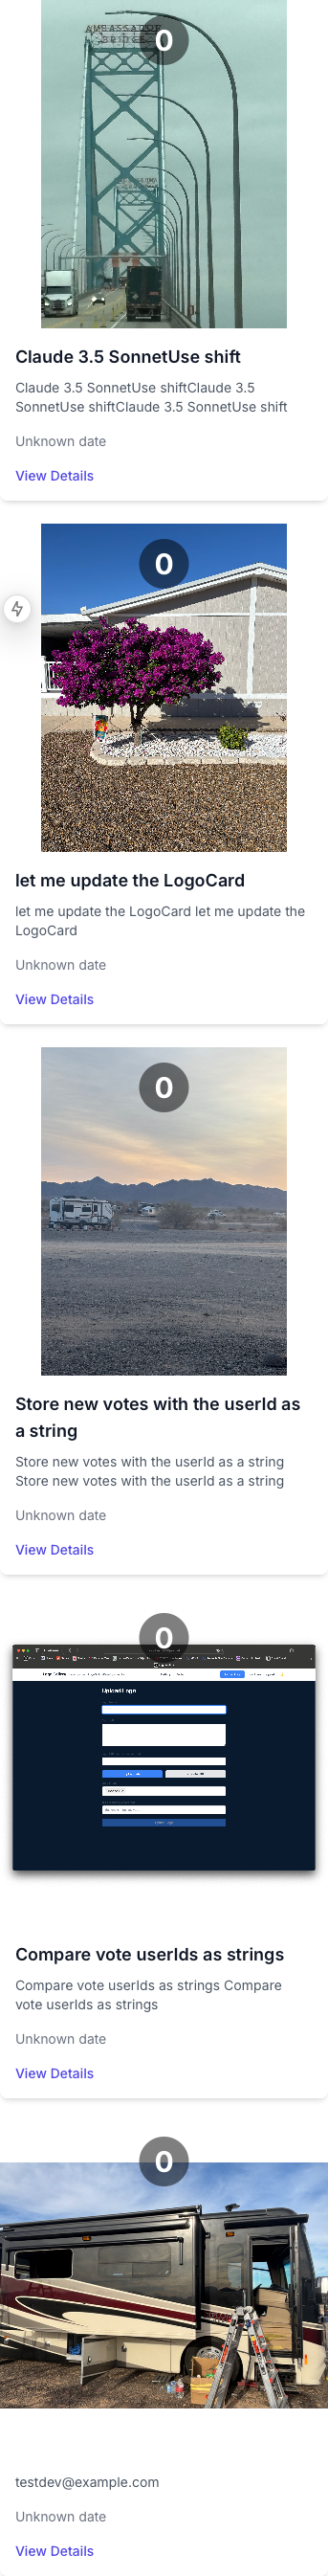 AMBASSADOR
BRIDGE
0
Claude 3.5 SonnetUse shift
Claude 3.5 SonnetUse shiftClaude 3.5
SonnetUse shiftClaude 3.5 SonnetUse shift
Unknown date
View Details
0
let me update the LogoCard
let me update the LogoCard let me update the
LogoCard
Unknown date
View Details
0
Store new votes with the userId as
a string
Store new votes with the userId as a string
Store new votes with the userId as a string
Unknown date
View Details
0
Upload Logo
Compare vote userIds as strings
Compare vote userIds as strings Compare
vote userIds as strings
Unknown date
View Details
0
testdev@example.com
Unknown date
View Details